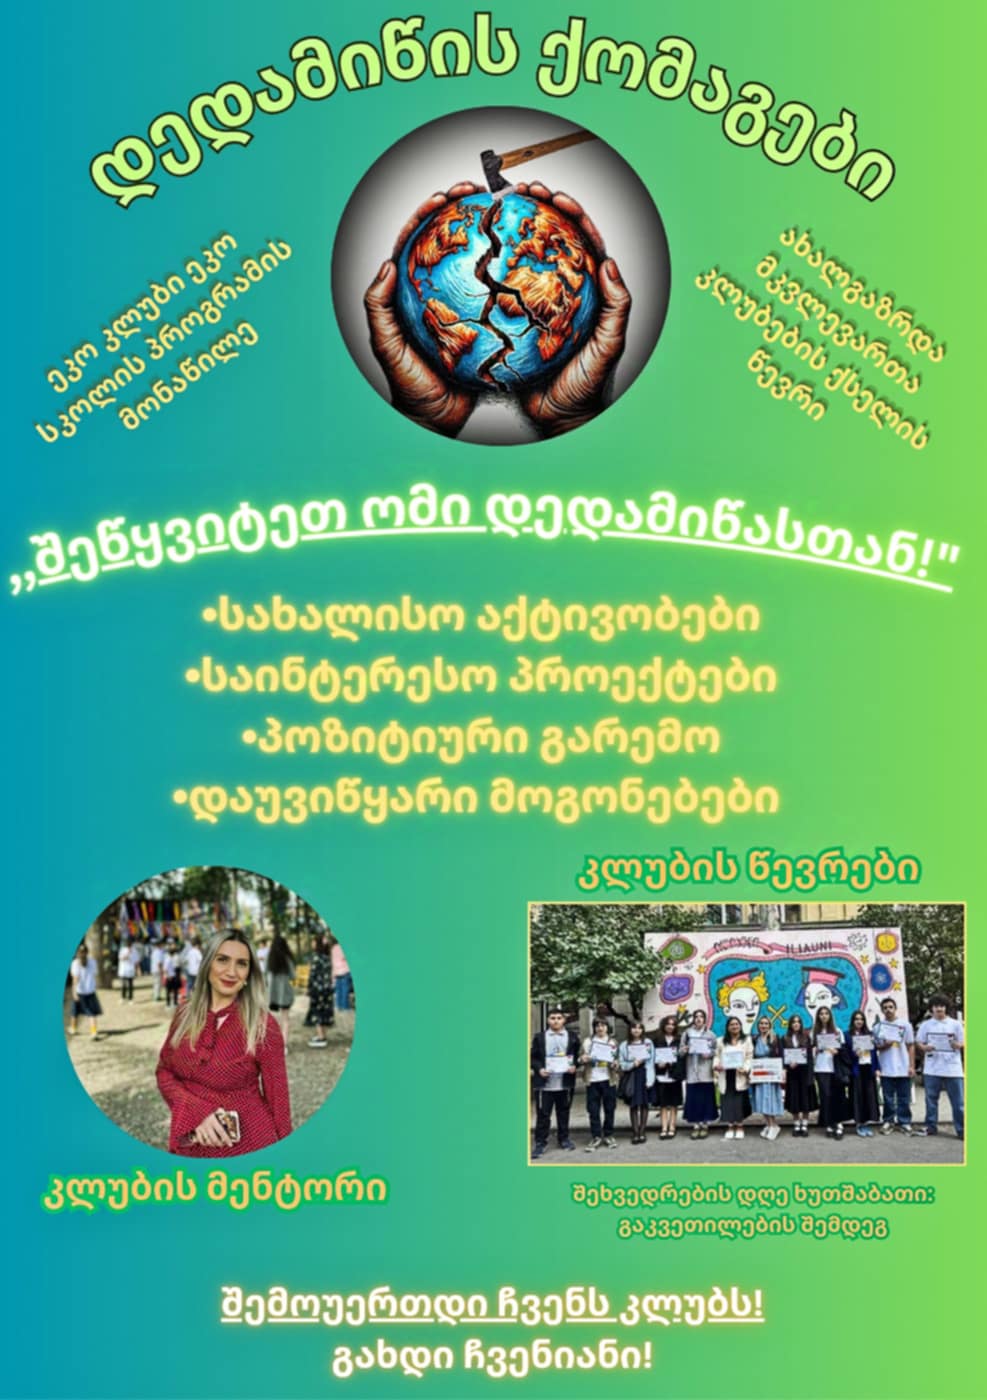 დედამიწის ქომაგები
ეკო კლუბი ეკო
სკოლის პროგრამის
მონაწილე
ახალგაზრდა
მკვლევართა
კლუბების ქსელის
წევრი
,,შეწყვიტეთ ომი დედამიწასთან!"
•სახალისო აქტივობები
•საინტერესო პროექტები
•პოზიტიური გარემო
•დაუვიწყარი მოგონებები
კლუბის წევრები
ILIAUNI
კლუბის მენტორი
შეხვედრების დღე ხუთშაბათი:
გაკვეთილების შემდეგ
შემოუერთდი ჩვენს კლუბს!
გახდი ჩვენიანი!